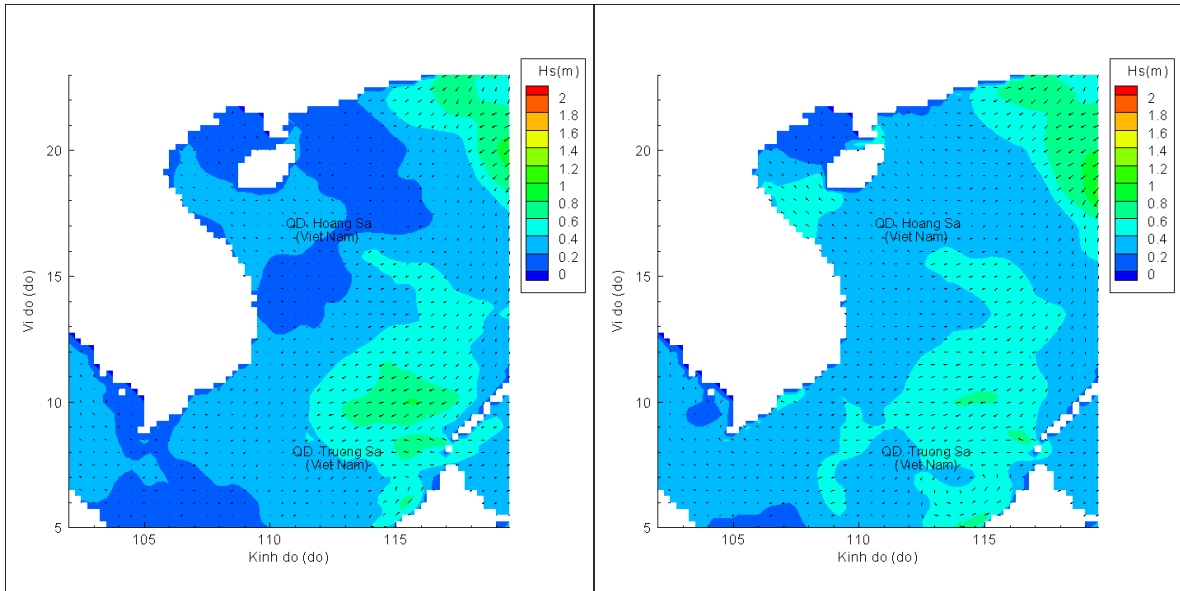 Hs(m)
2
1.8
1.6
1.4
1.2
1
0.8
0.6
0.4
0.2
0
20
15
10
5
Vi do (do)
QD. Hoang Sa
(Viet Nam)
QD. Truong Sa
(Viet Nam)
105
110
115
Kinh do (do)
Hs(m)
2
1.8
1.6
1.4
1.2
1
0.8
0.6
0.4
0.2
0
20
15
10
5
Vi do (do)
QD. Hoang Sa
(Viet Nam)
QD. Truong Sa
(Viet Nam)
105
110
115
Kinh do (do)